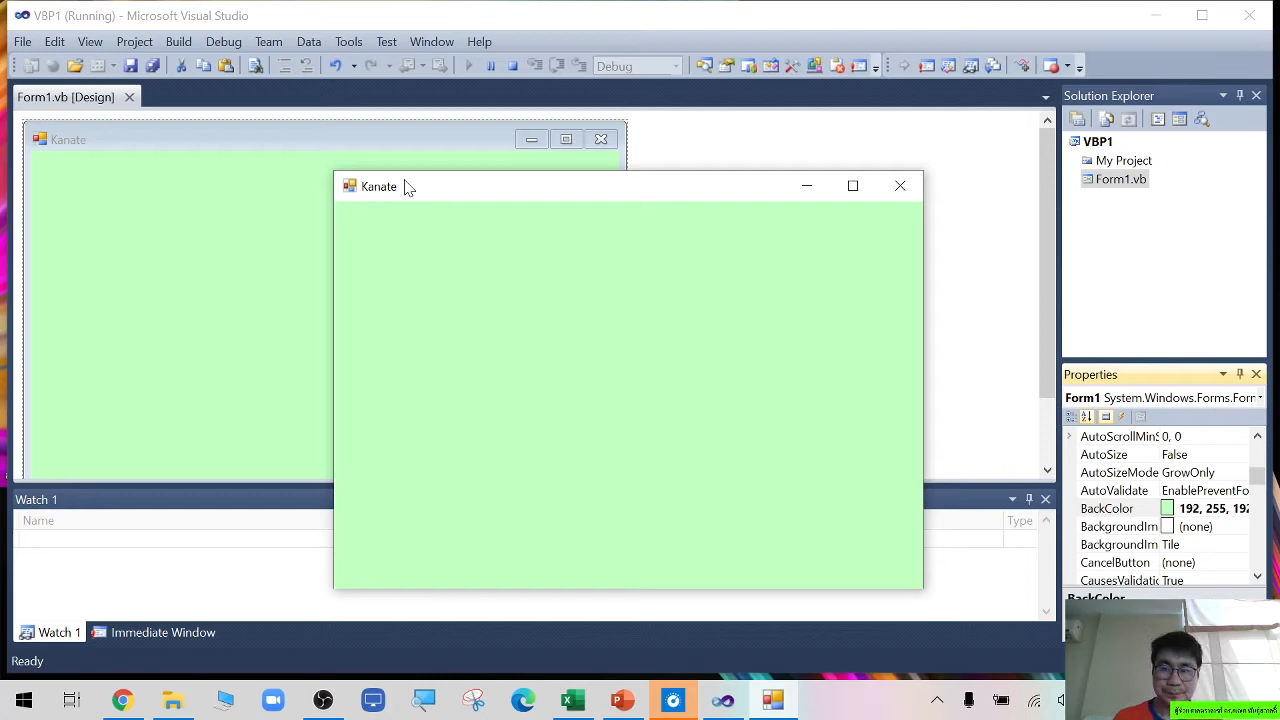 VBP1 (Running) - Microsoft Visual Studio
File Edit View Project Build Debug Team Data Tools Test Window Help
Debug
Form1.vb [Design]
Kanate
Kanate
Solution Explorer
VBP1
My Project
Form1.vb
Properties
Form1 System.Windows.Forms.Form
AutoScrollMinS 0, 0
AutoSize False
AutoSizeMode GrowOnly
AutoValidate EnablePreventFo
BackColor 192, 255, 192
BackgroundIm (none)
BackgroundIm Tile
CancelButton (none)
CausesValidatic True
BackColor
Watch 1
Name Type
Watch 1 Immediate Window
Ready